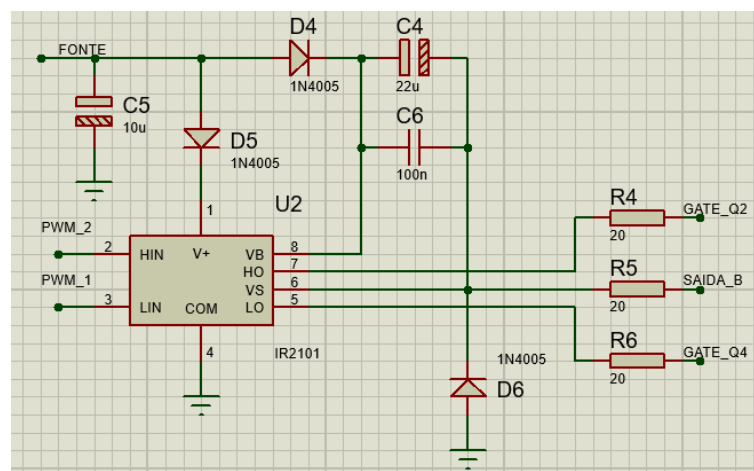 FONTE
D4
1N4005
C4
22u
C5
10u
D5
1N4005
C6
100n
U2
1
PWM_2
2
HIN
V+
VB
8
HO
7
PWM_1
3
LIN
COM
VS
6
LO
5
4
IR2101
R4
20
GATE_Q2
R5
20
SAIDA_B
R6
20
GATE_Q4
1N4005
D6